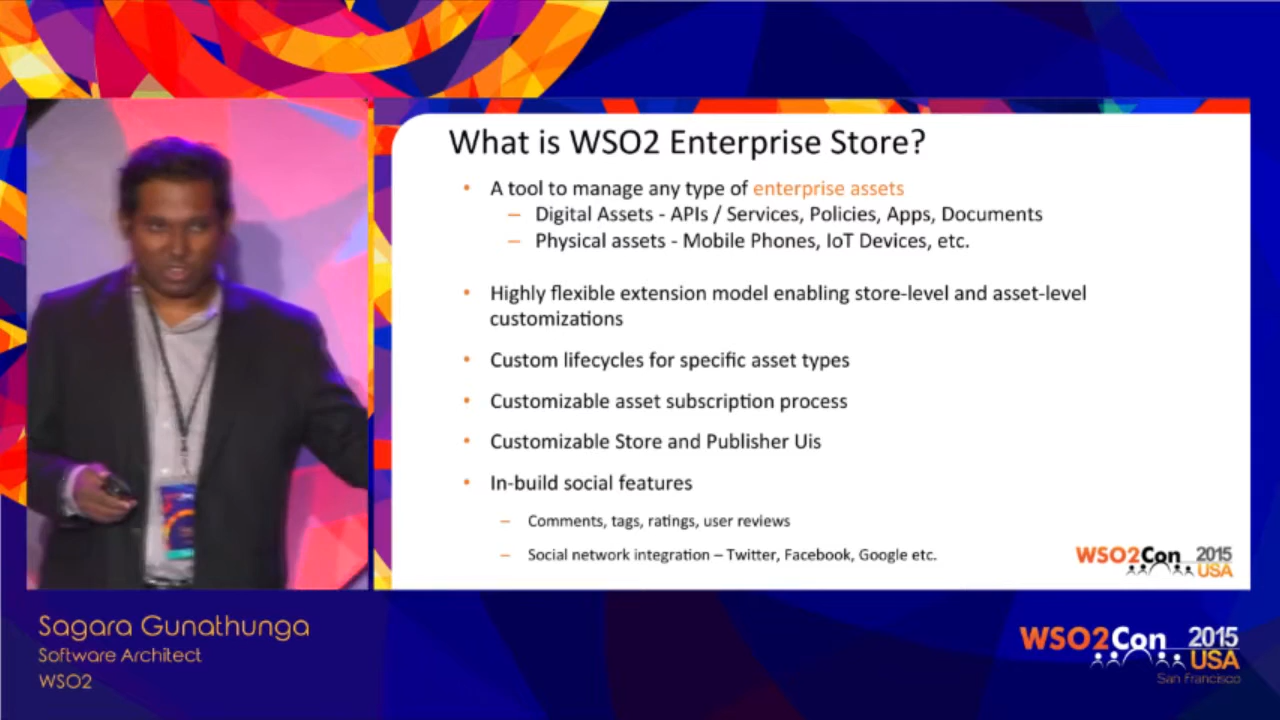 What is WSO2 Enterprise Store?
• A tool to manage any type of enterprise assets
– Digital Assets - APIs / Services, Policies, Apps, Documents
– Physical assets - Mobile Phones, IoT Devices, etc.
• Highly flexible extension model enabling store-level and asset-level
customizations
• Custom lifecycles for specific asset types
• Customizable asset subscription process
• Customizable Store and Publisher Uis
• In-build social features
– Comments, tags, ratings, user reviews
– Social network integration – Twitter, Facebook, Google etc.
WSO2Con 2015
USA
Sagara Gunathunga
Software Architect
WSO2
WSO2Con 2015
USA
San Francisco